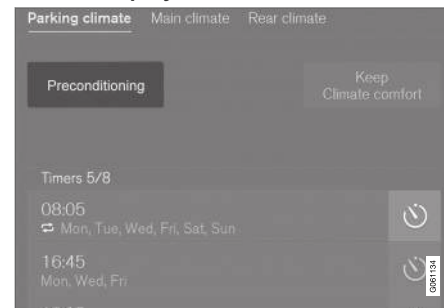 Parking climate Main climate Rear climate
Preconditioning
Keep
Climate comfort
Timers 5/8
08:05
Mon, Tue, Wed, Fri, Sat, Sun
16:45
Mon, Wed, Fri
G061134